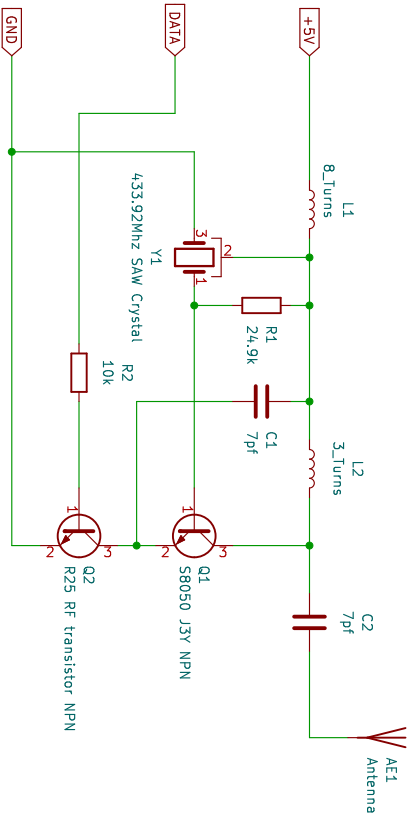 GND
DATA
+5V
8_Turns
L1
3
2
1
Y1
433.92Mhz SAW Crystal
R1
24.9k
R2
10k
C1
7pf
L2
3_Turns
1
2
3
Q2
R25 RF transistor NPN
1
2
3
Q1
S8050 J3Y NPN
C2
7pf
AE1
Antenna